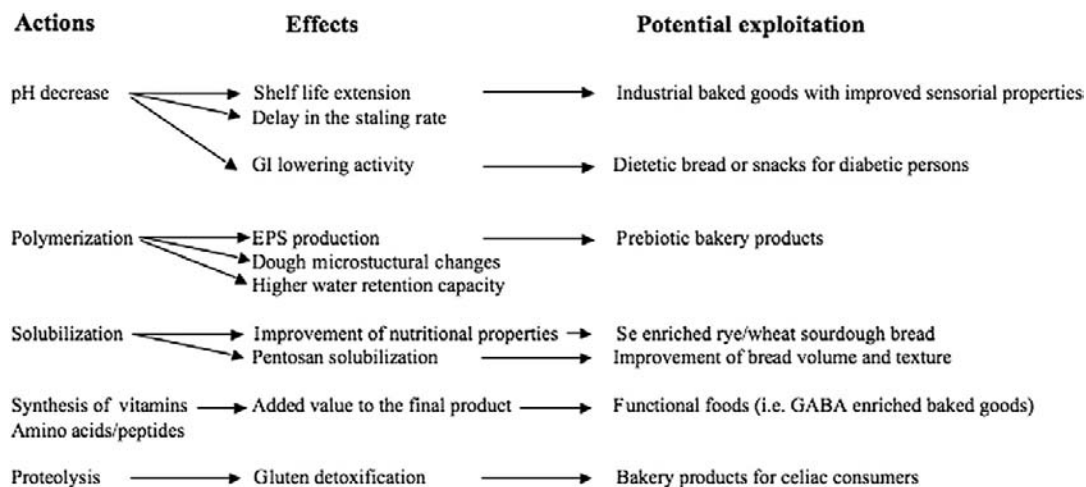 Actions Effects Potential exploitation
pH decrease Shelf life extension Industrial baked goods with improved sensorial properties
Delay in the staling rate
GI lowering activity Dietetic bread or snacks for diabetic persons
Polymerization EPS production Prebiotic bakery products
Dough microstuctural changes
Higher water retention capacity
Solubilization Improvement of nutritional properties Se enriched rye/wheat sourdough bread
Pentosan solubilization Improvement of bread volume and texture
Synthesis of vitamins Added value to the final product Functional foods (i.e. GABA enriched baked goods)
Amino acids/peptides
Proteolysis Gluten detoxification Bakery products for celiac consumers